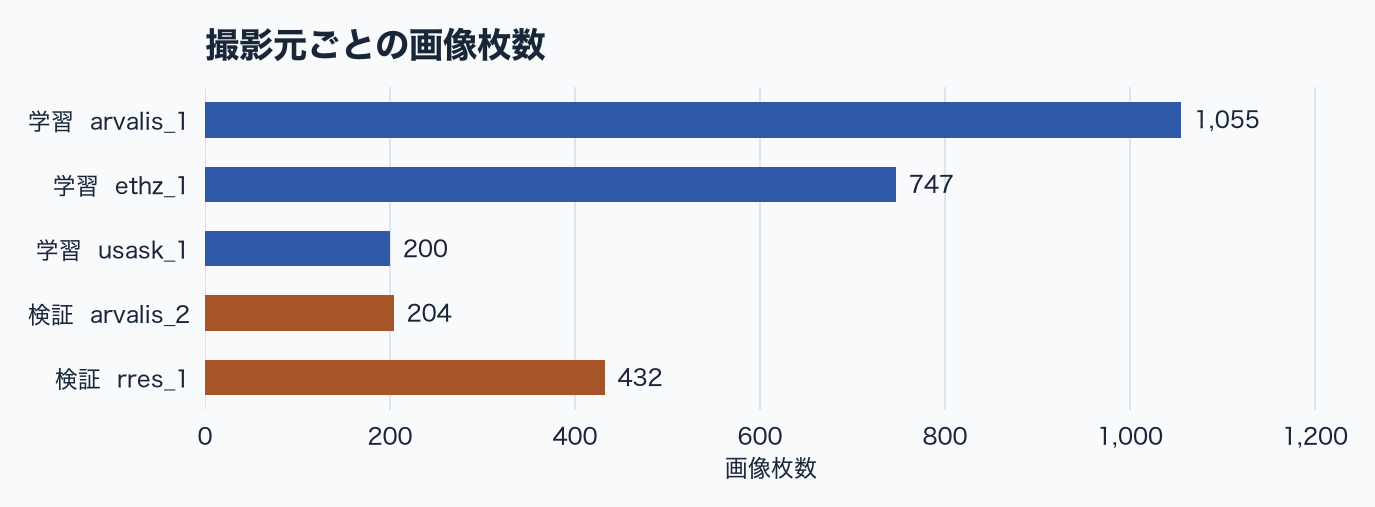 撮影元ごとの画像枚数
学習 arvalis_1 1,055
学習 ethz_1 747
学習 usask_1 200
検証 arvalis_2 204
検証 rres_1 432
0 200 400 600 800 1,000 1,200
画像枚数